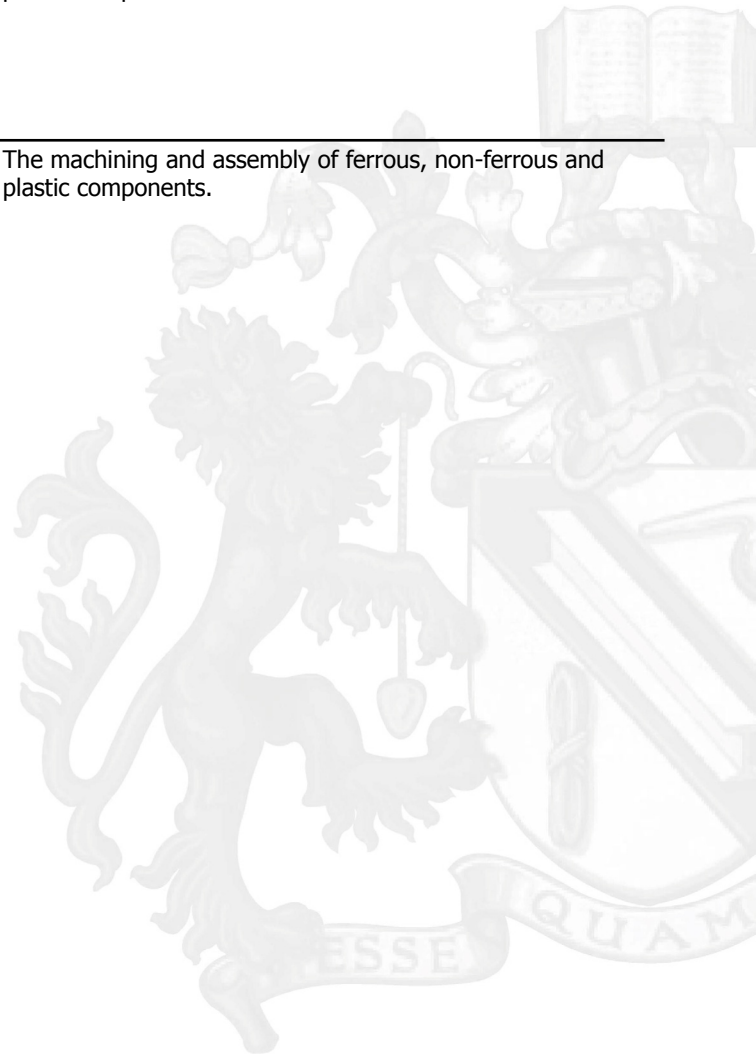 The machining and assembly of ferrous, non-ferrous and
plastic components.
ESSE QUAM